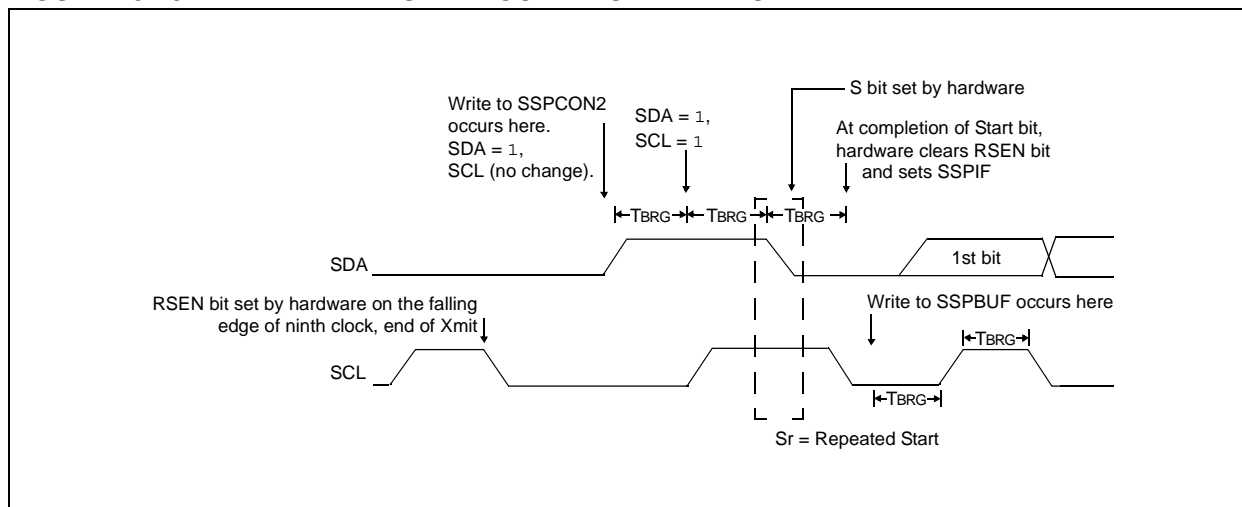 S bit set by hardware
Write to SSPCON2
occurs here.
SDA = 1,
SCL (no change).
SDA = 1,
SCL = 1
At completion of Start bit,
hardware clears RSEN bit
and sets SSPIF
TBRG
TBRG
TBRG
SDA
1st bit
RSEN bit set by hardware on the falling
edge of ninth clock, end of Xmit
Write to SSPBUF occurs here
TBRG
SCL
TBRG
Sr = Repeated Start